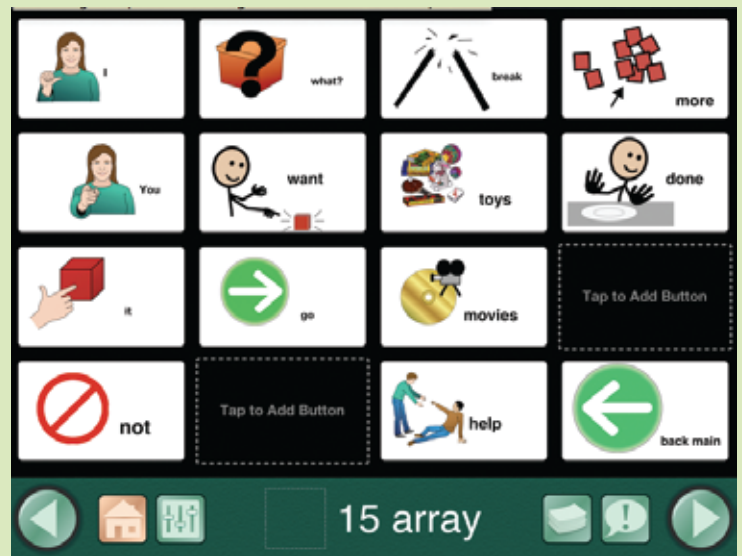 I
what?
break
more
You
want
toys
done
it
go
movies
Tap to Add Button
not
Tap to Add Button
help
back main
15 array